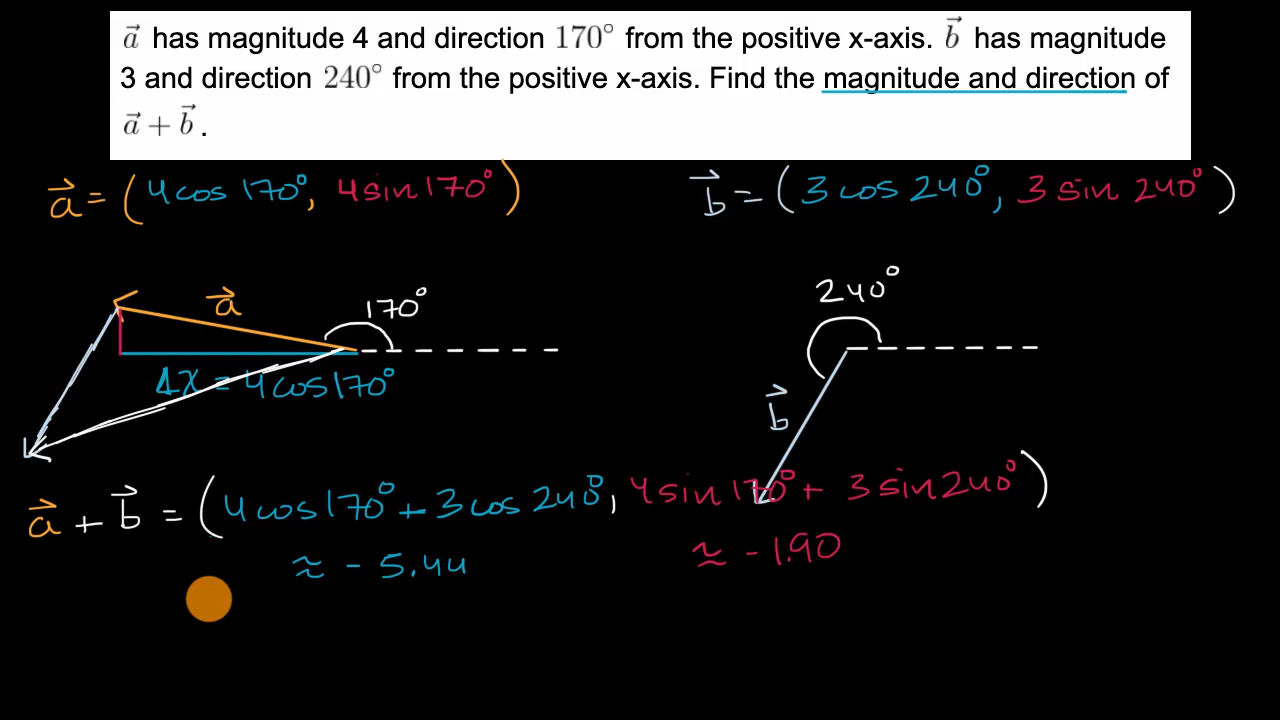 a⃗ has magnitude 4 and direction 170° from the positive x-axis. b⃗ has magnitude
3 and direction 240° from the positive x-axis. Find the magnitude and direction of
a⃗ + b⃗ .
a⃗ = (4cos170°, 4sin170°)
b⃗ = (3cos240°, 3sin240°)
a⃗
170°
240°
Δx = 4cos170°
b⃗
a⃗ + b⃗ = (4cos170° + 3cos240°, 4sin170° + 3sin240°)
≈ -5.44
≈ -1.90